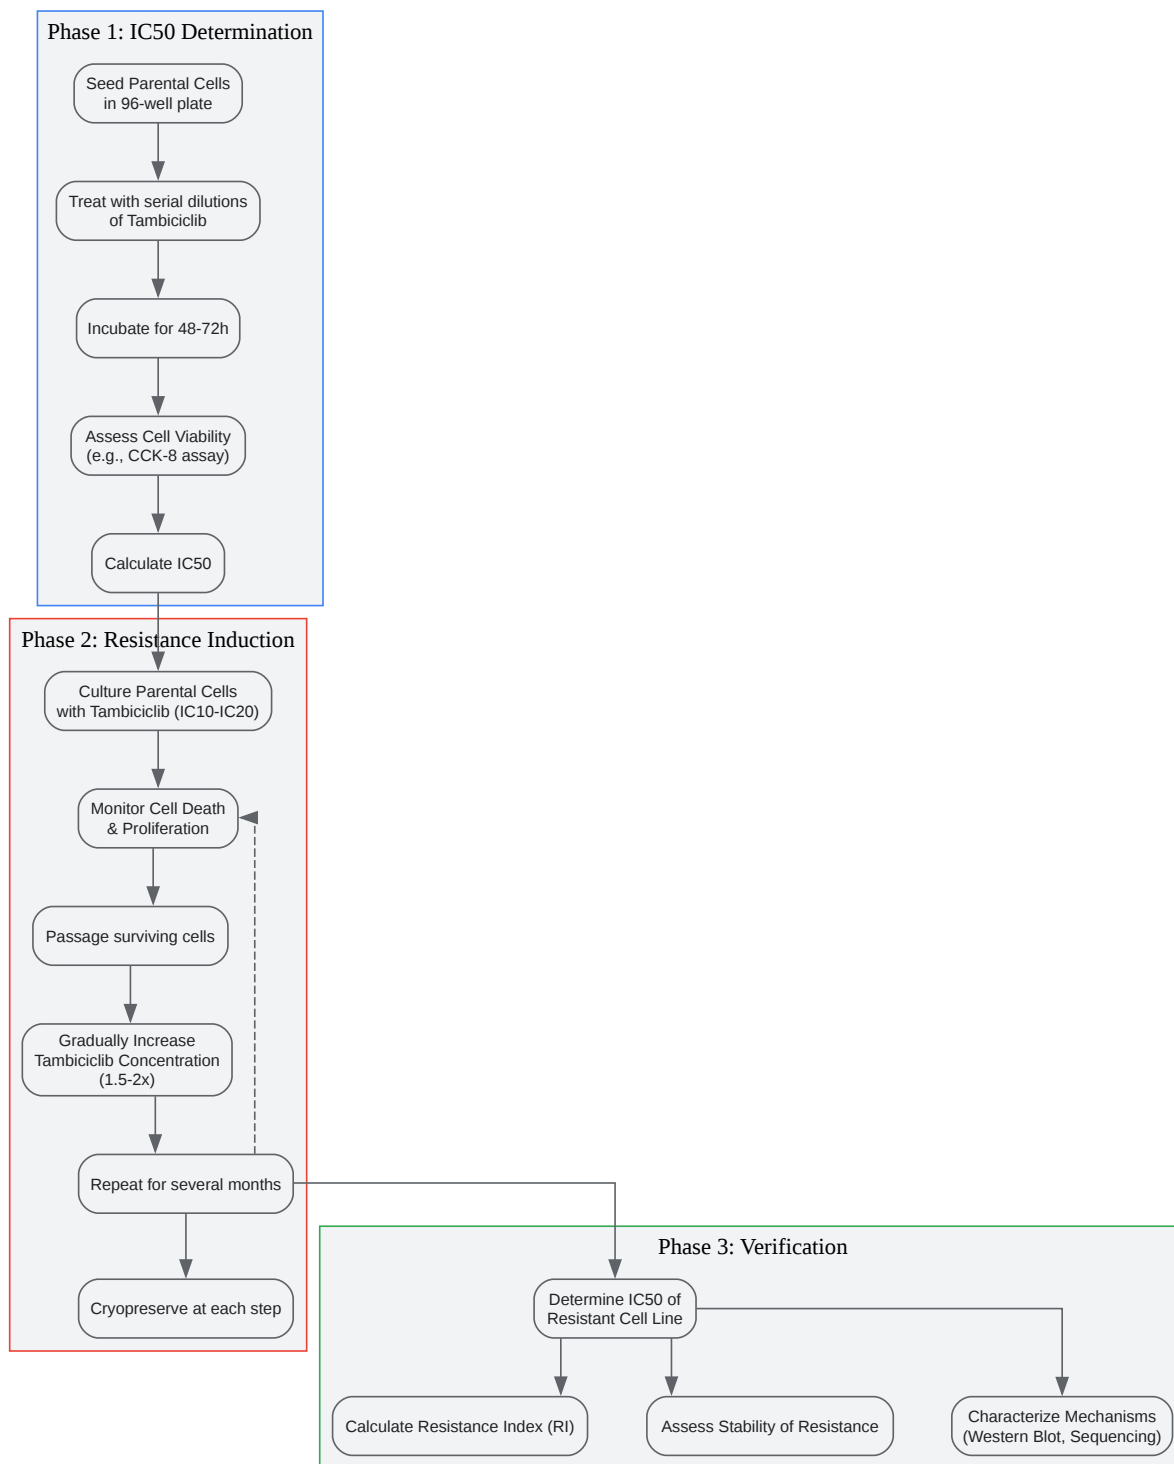 Phase 1: IC50 Determination
Seed Parental Cells
in 96-well plate
Treat with serial dilutions
of Tambiciclib
Incubate for 48-72h
Assess Cell Viability
(e.g., CCK-8 assay)
Calculate IC50
Phase 2: Resistance Induction
Culture Parental Cells
with Tambiciclib (IC10-IC20)
Monitor Cell Death
& Proliferation
Passage surviving cells
Gradually Increase
Tambiciclib Concentration
(1.5-2x)
Repeat for several months
Cryopreserve at each step
Phase 3: Verification
Determine IC50 of
Resistant Cell Line
Calculate Resistance Index (RI)
Assess Stability of Resistance
Characterize Mechanisms
(Western Blot, Sequencing)